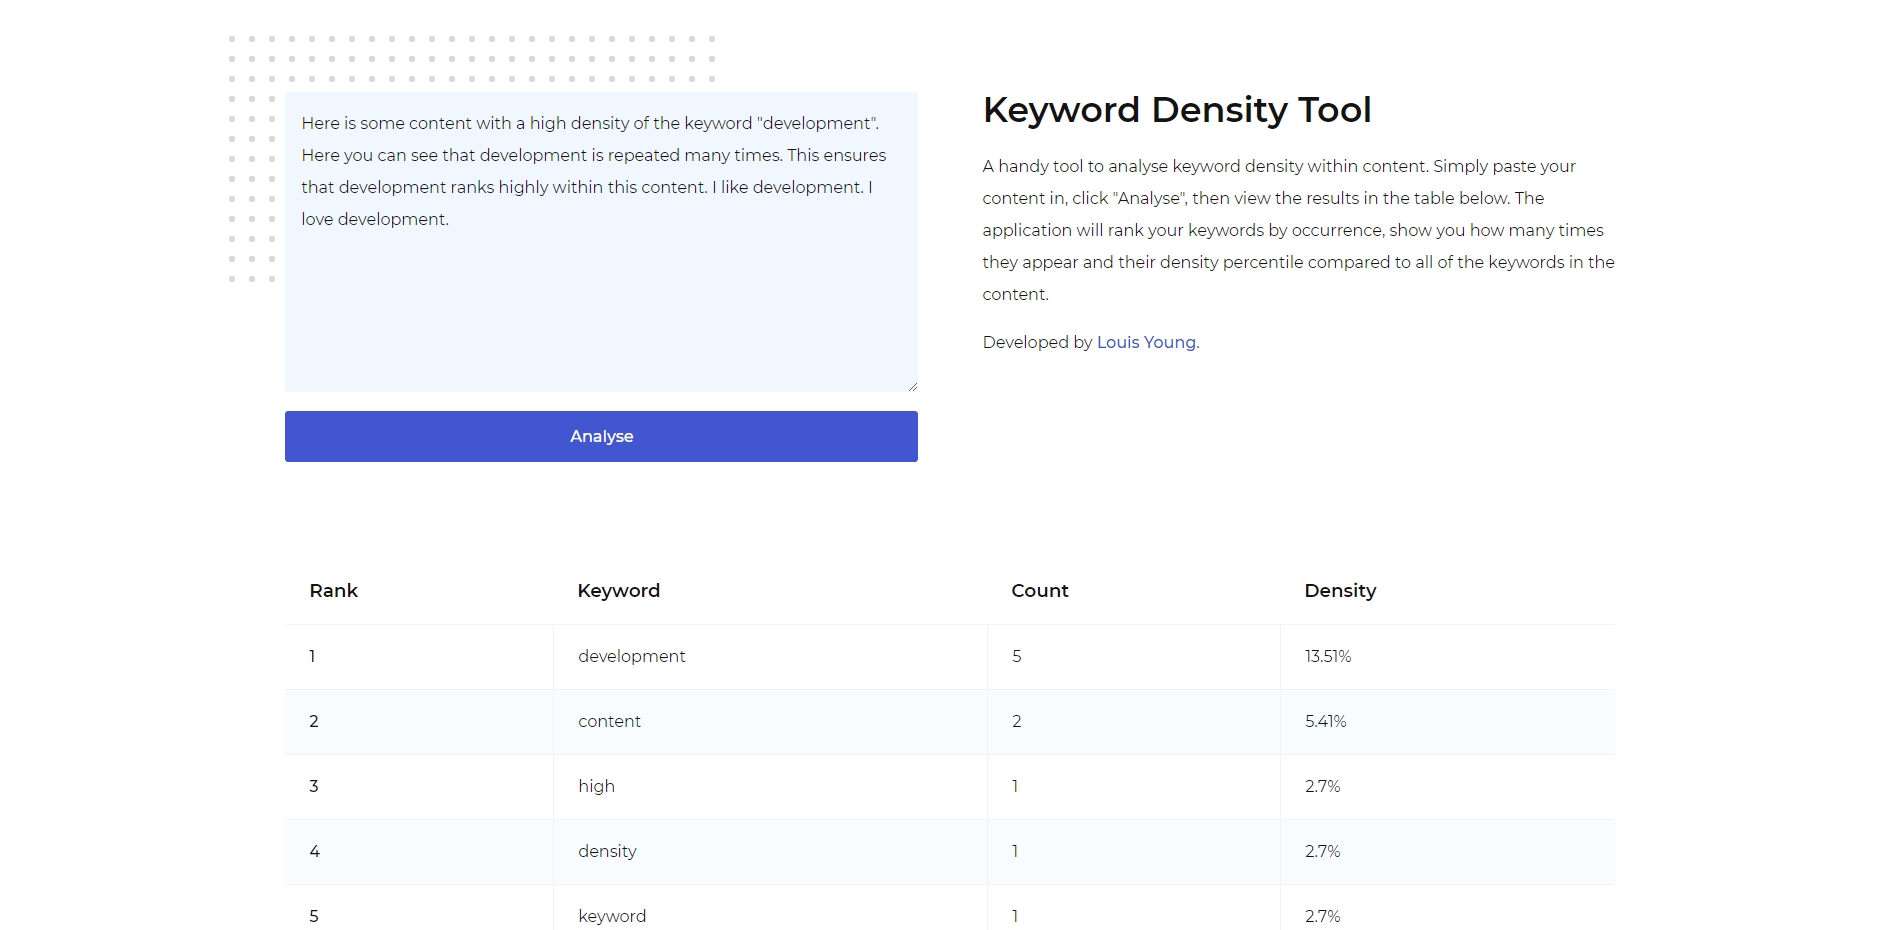 Here is some content with a high density of the keyword "development".
Here you can see that development is repeated many times. This ensures
that development ranks highly within this content. I like development. I
love development.
Analyse
Keyword Density Tool
A handy tool to analyse keyword density within content. Simply paste your
content in, click "Analyse", then view the results in the table below. The
application will rank your keywords by occurrence, show you how many times
they appear and their density percentile compared to all of the keywords in the
content.
Developed by Louis Young.
Rank Keyword Count Density
1 development 5 13.51%
2 content 2 5.41%
3 high 1 2.7%
4 density 1 2.7%
5 keyword 1 2.7%